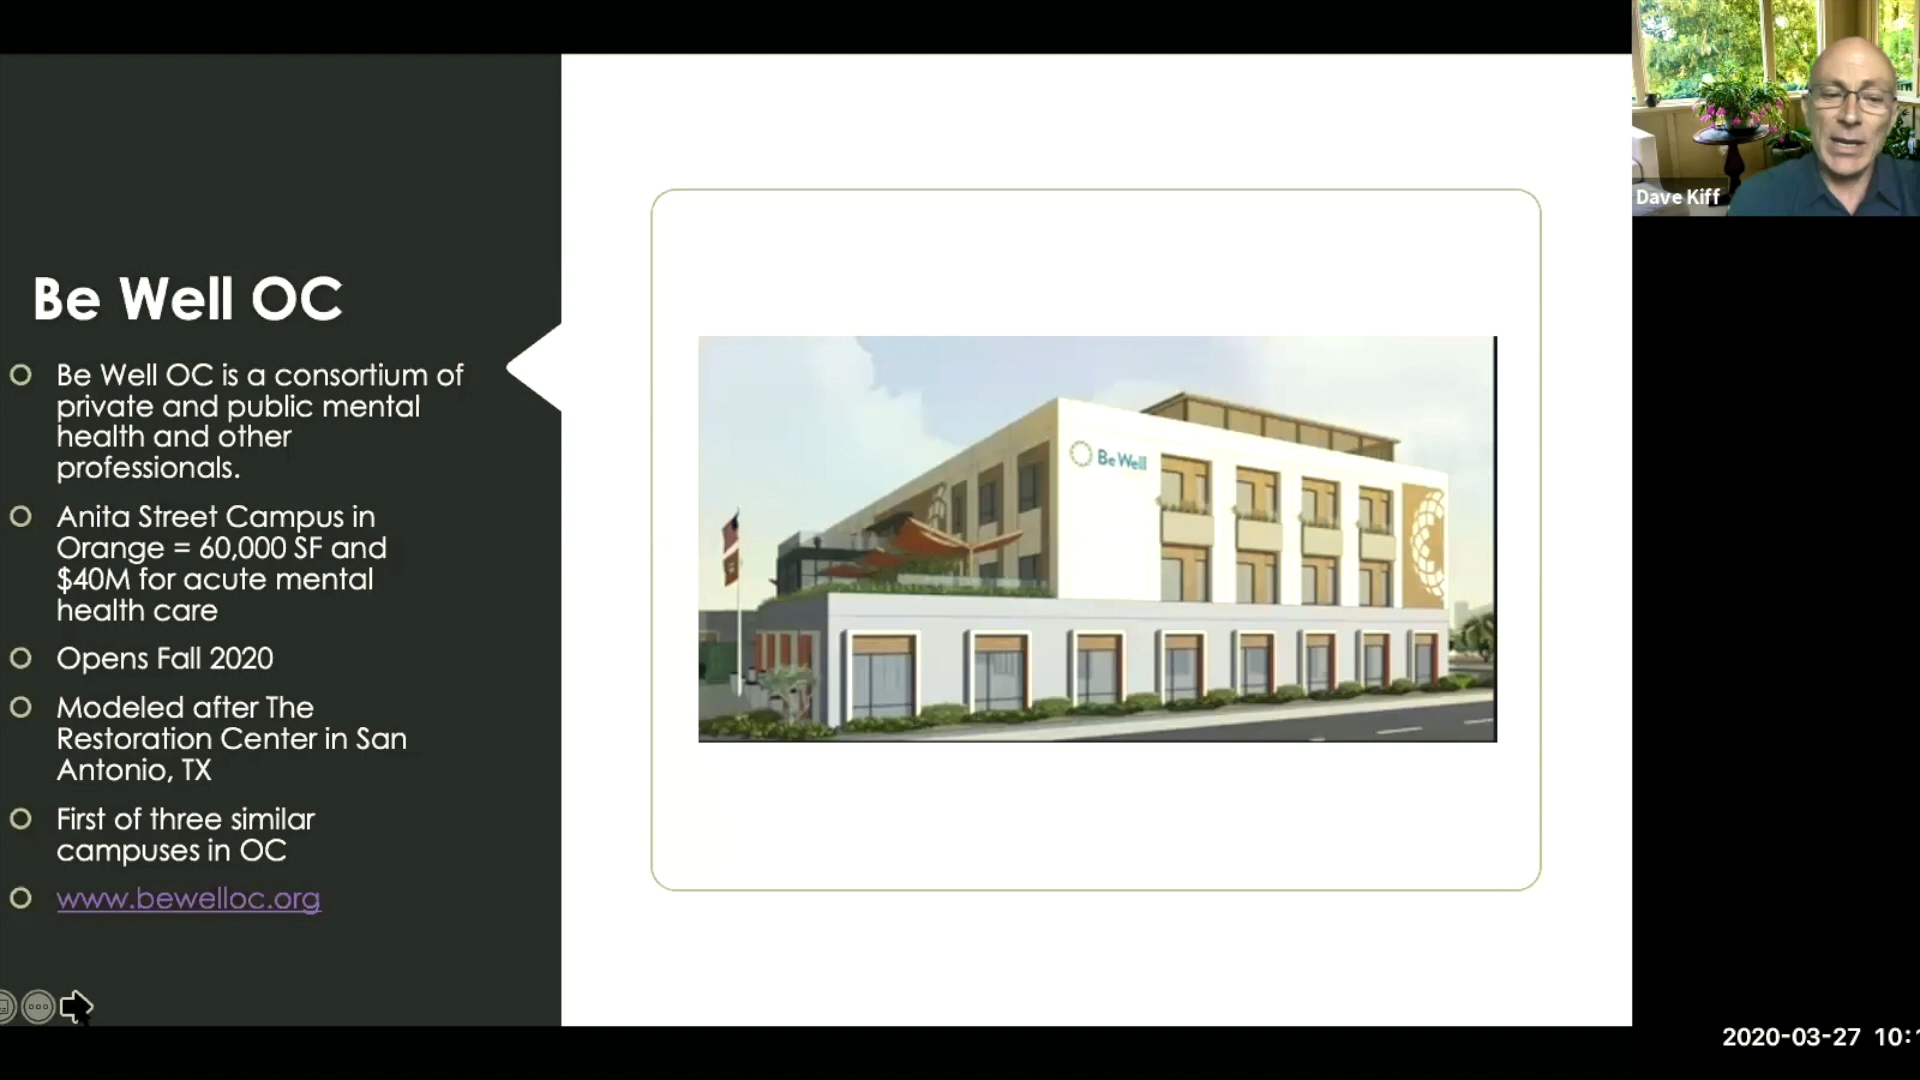 Be Well OC
Be Well OC is a consortium of
private and public mental
health and other
professionals.
Anita Street Campus in
Orange = 60,000 SF and
$40M for acute mental
health care
Opens Fall 2020
Modeled after The
Restoration Center in San
Antonio, TX
First of three similar
campuses in OC
www.bewelloc.org
Be Well
Dave Kiff
2020-03-27 10: